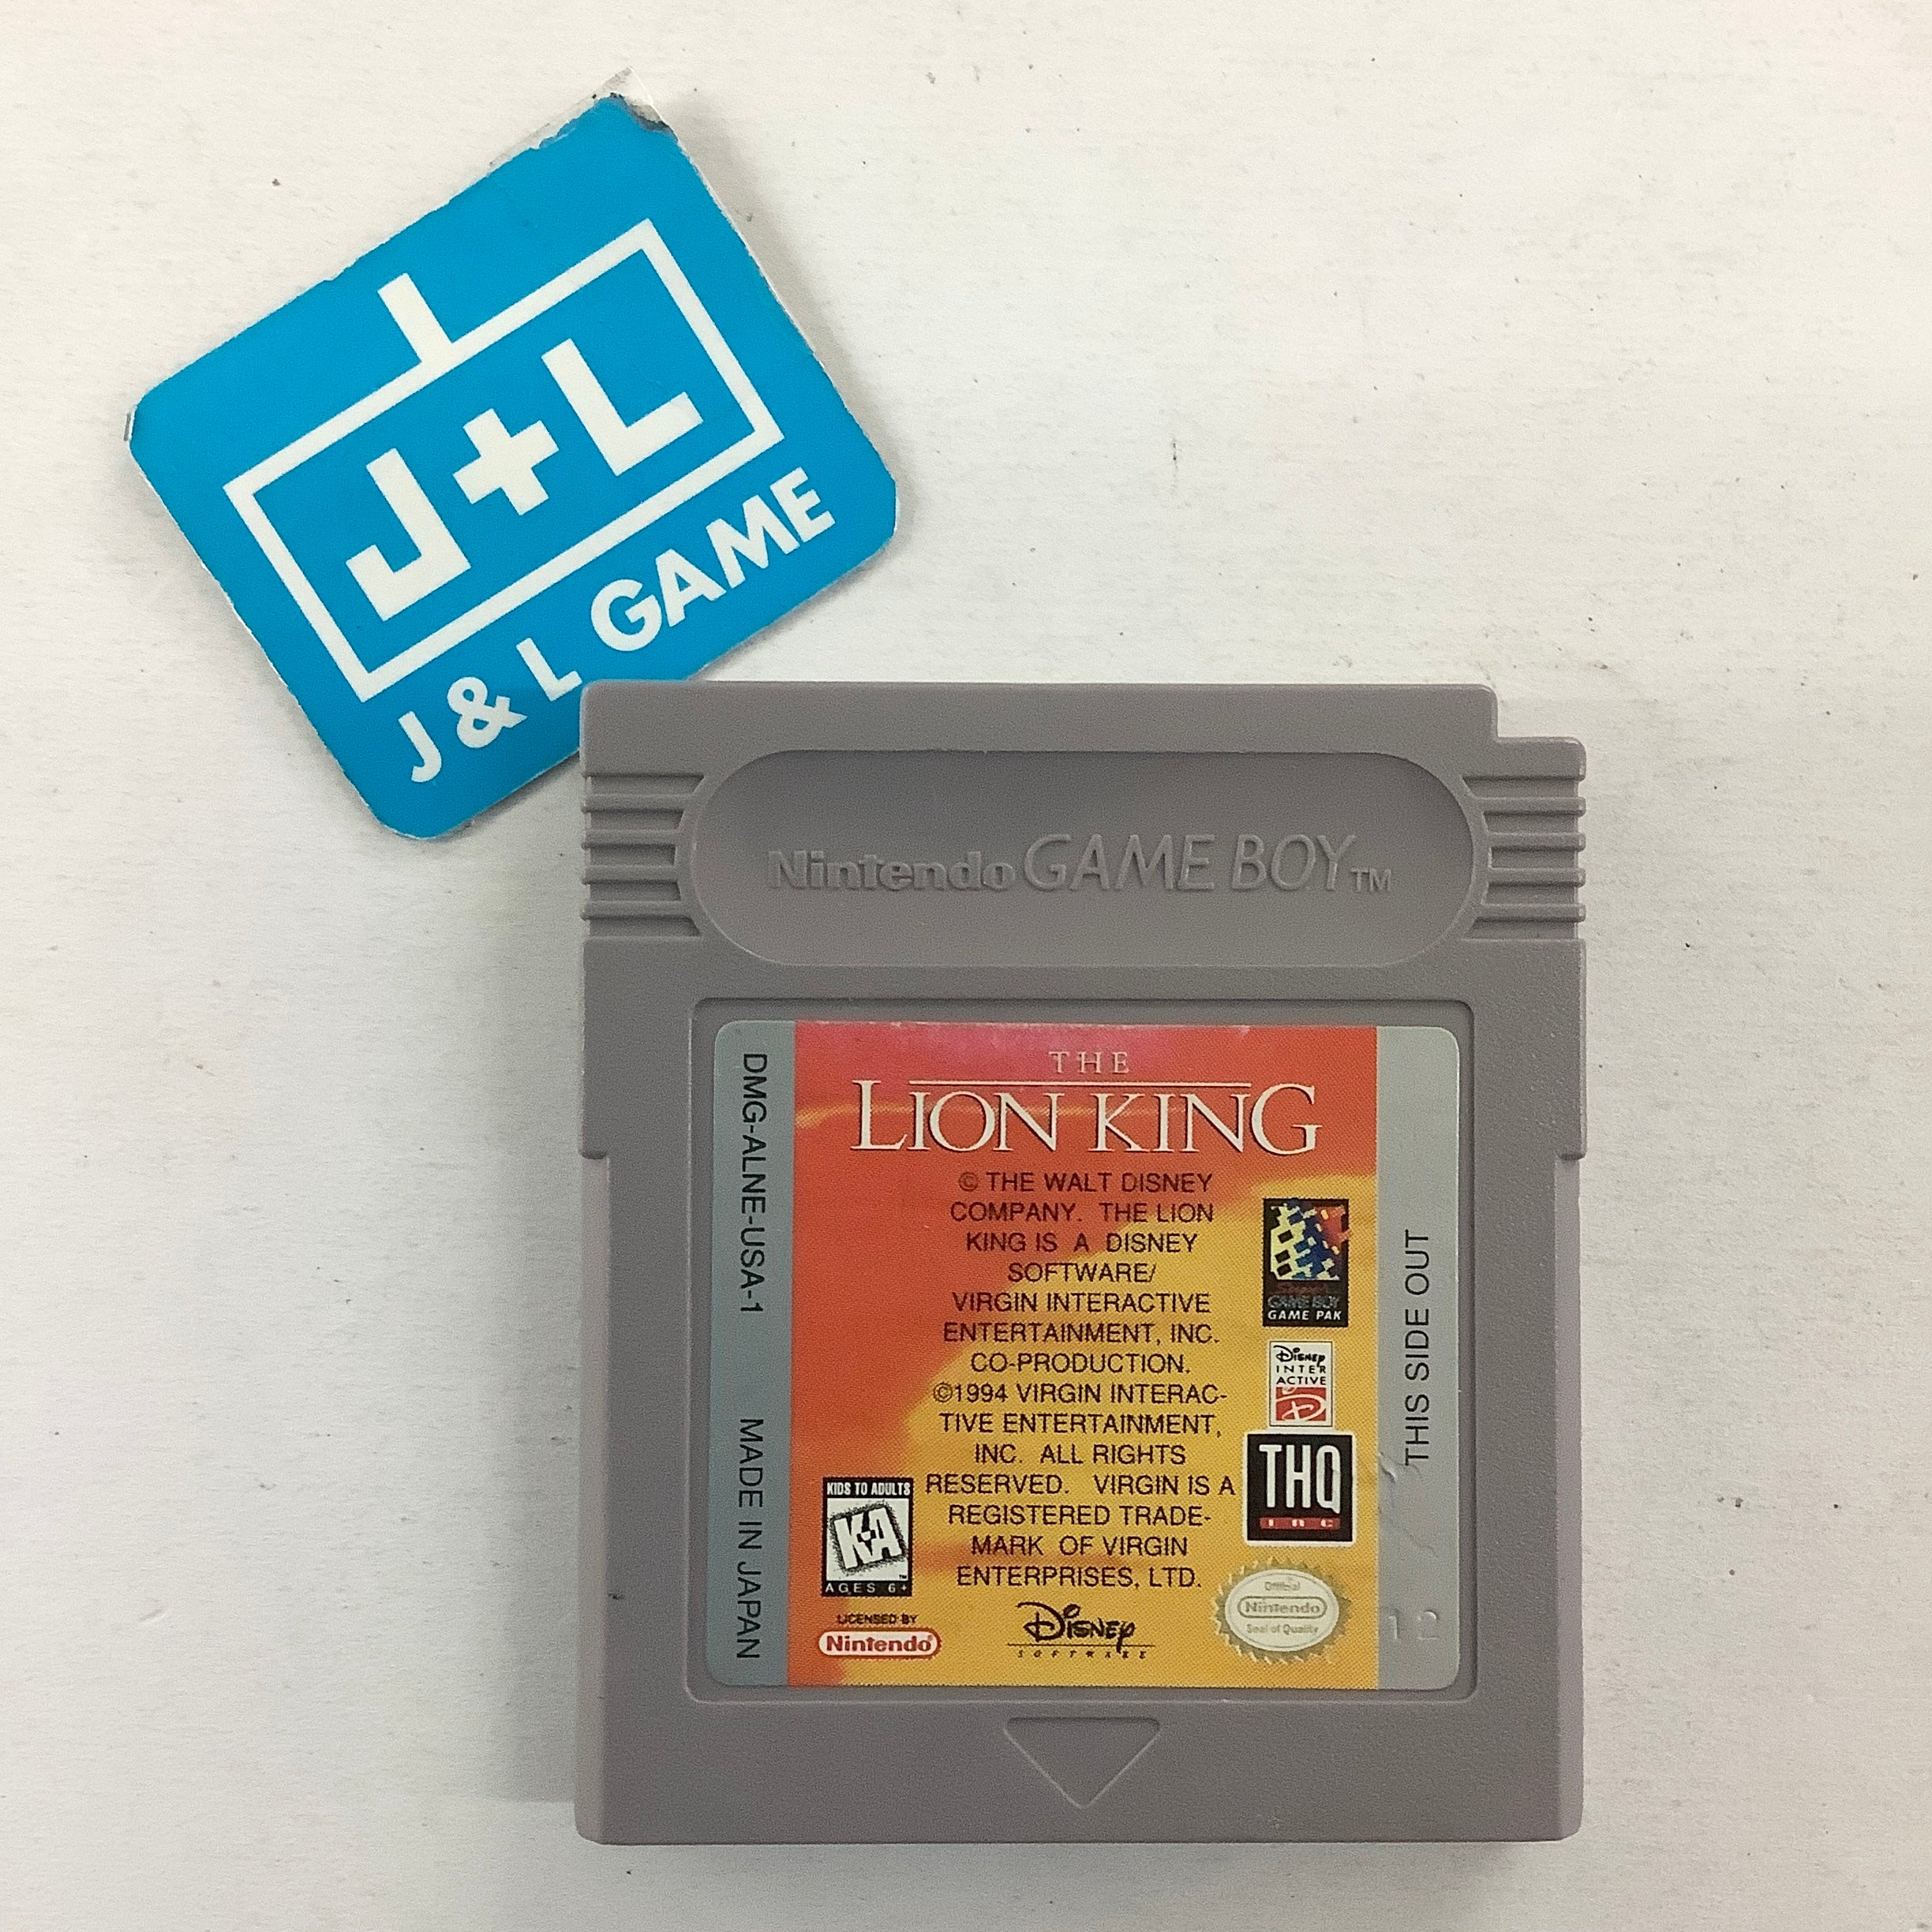 J+L
J & L GAME
Nintendo GAME BOY™
THE
LION KING
© THE WALT DISNEY
COMPANY. THE LION
KING IS A DISNEY
SOFTWARE/
VIRGIN INTERACTIVE
ENTERTAINMENT, INC.
CO-PRODUCTION.
©1994 VIRGIN INTERAC-
TIVE ENTERTAINMENT,
INC. ALL RIGHTS
RESERVED. VIRGIN IS A
REGISTERED TRADE-
MARK OF VIRGIN
ENTERPRISES, LTD.
DMG-ALNE-USA-1
MADE IN JAPAN
THIS SIDE OUT
Super
GAME BOY
GAME PAK
Disney
INTER
ACTIVE
D
THQ
INC
KIDS TO ADULTS
K-A
AGES 6+
LICENSED BY
Nintendo®
Disney
SOFTWARE
Official
Nintendo
Seal of Quality
12